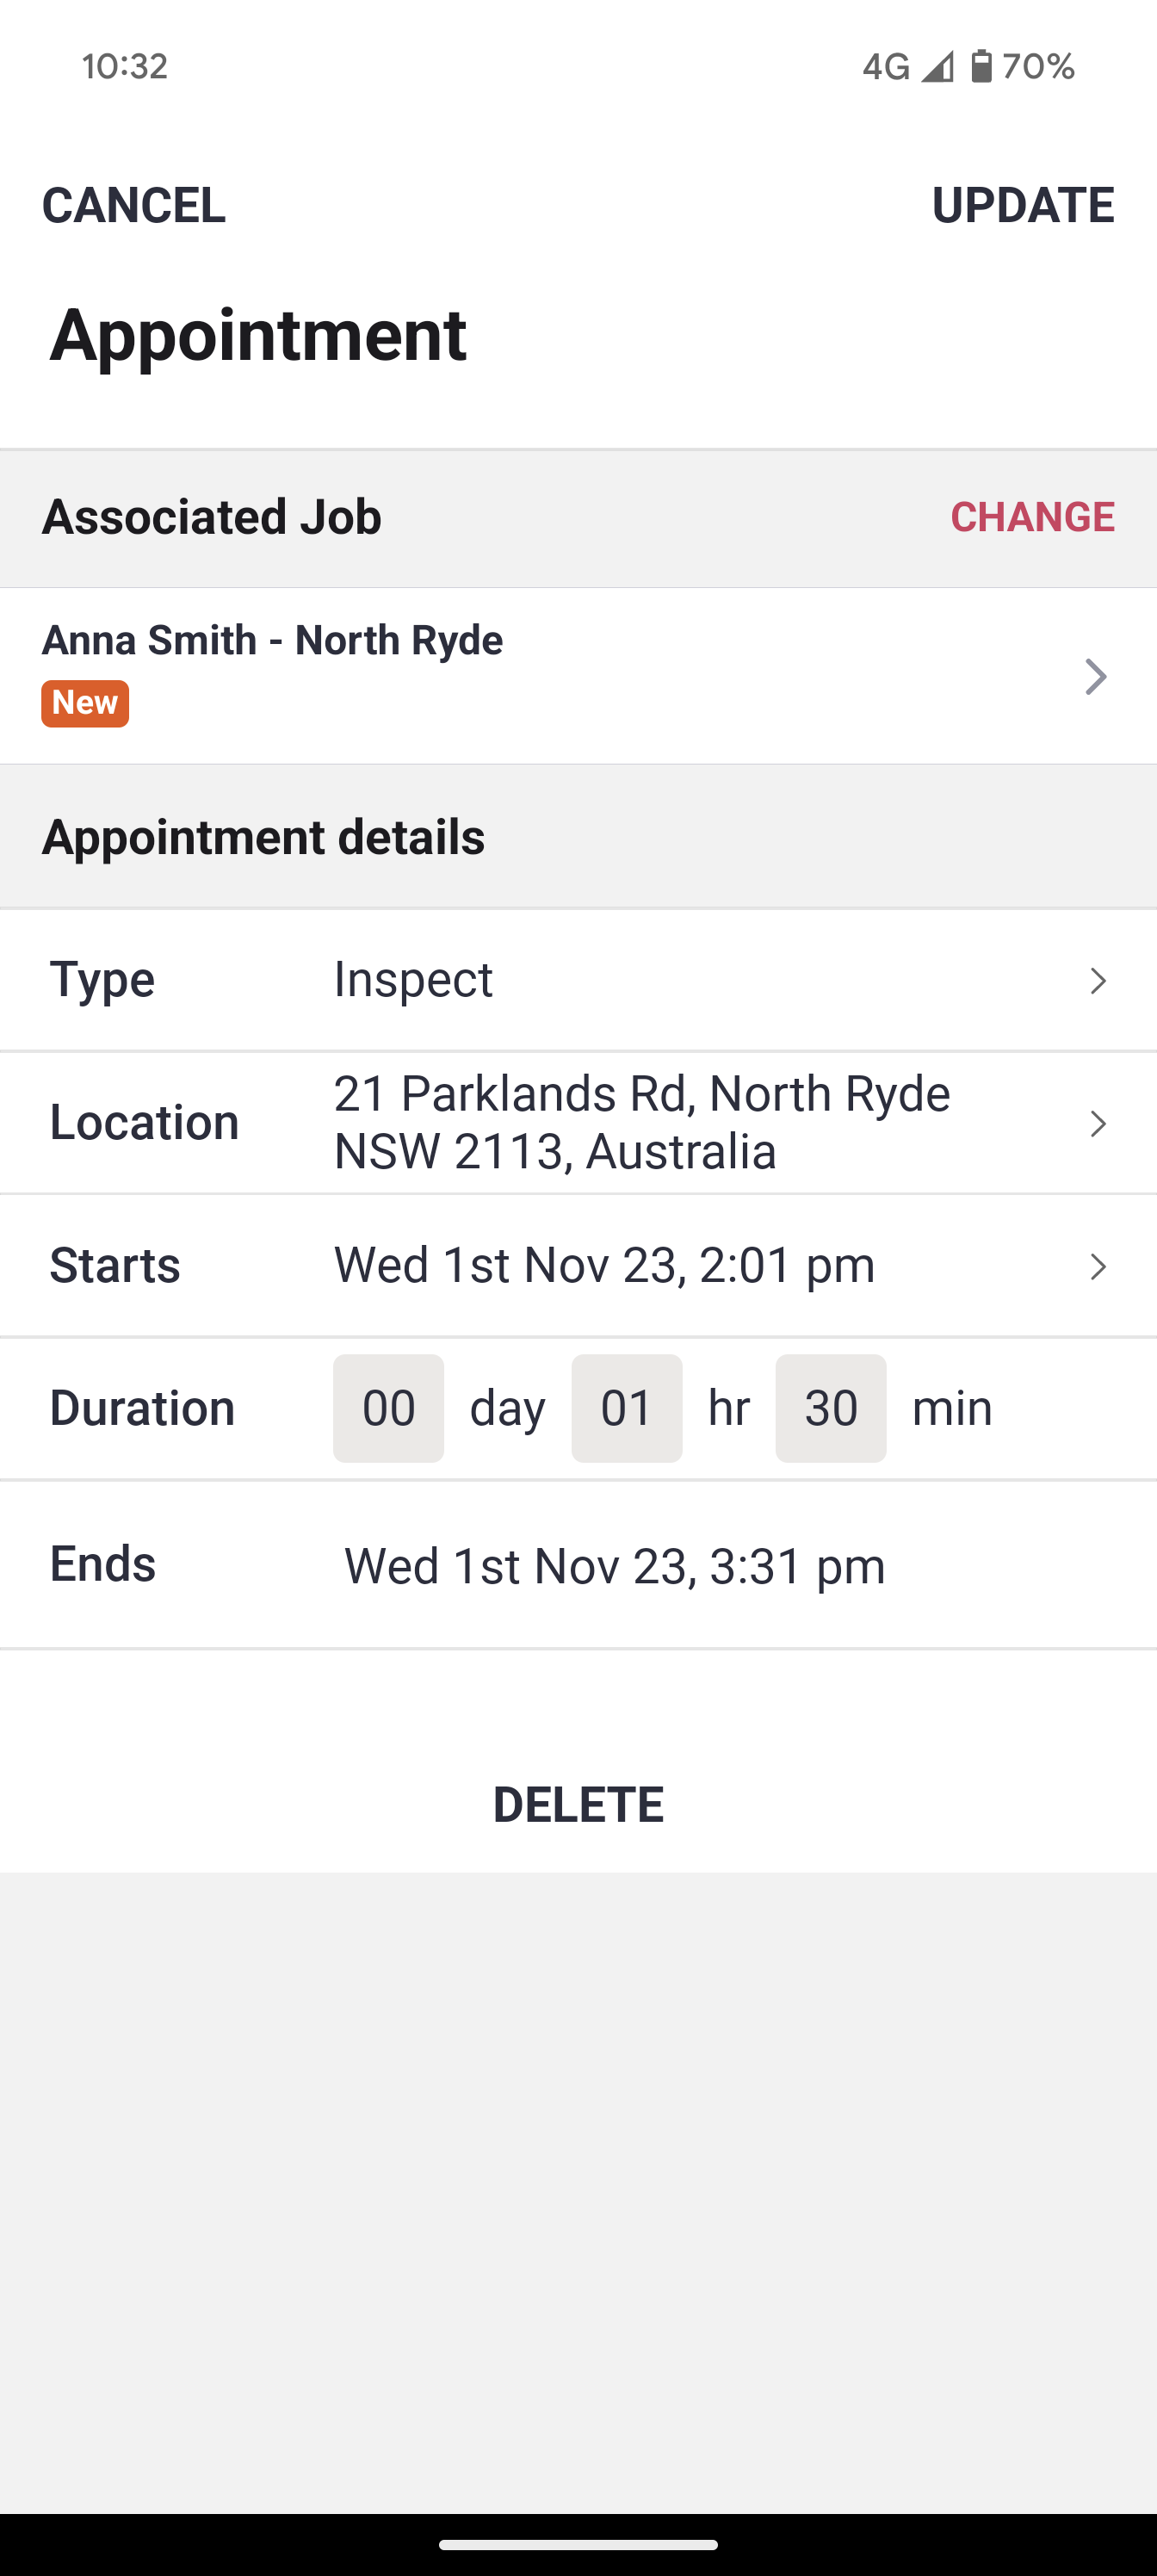 10:32 4G 70%
CANCEL UPDATE
Appointment
Associated Job CHANGE
Anna Smith - North Ryde
New
Appointment details
Type Inspect
Location 21 Parklands Rd, North Ryde
NSW 2113, Australia
Starts Wed 1st Nov 23, 2:01 pm
Duration 00 day 01 hr 30 min
Ends Wed 1st Nov 23, 3:31 pm
DELETE